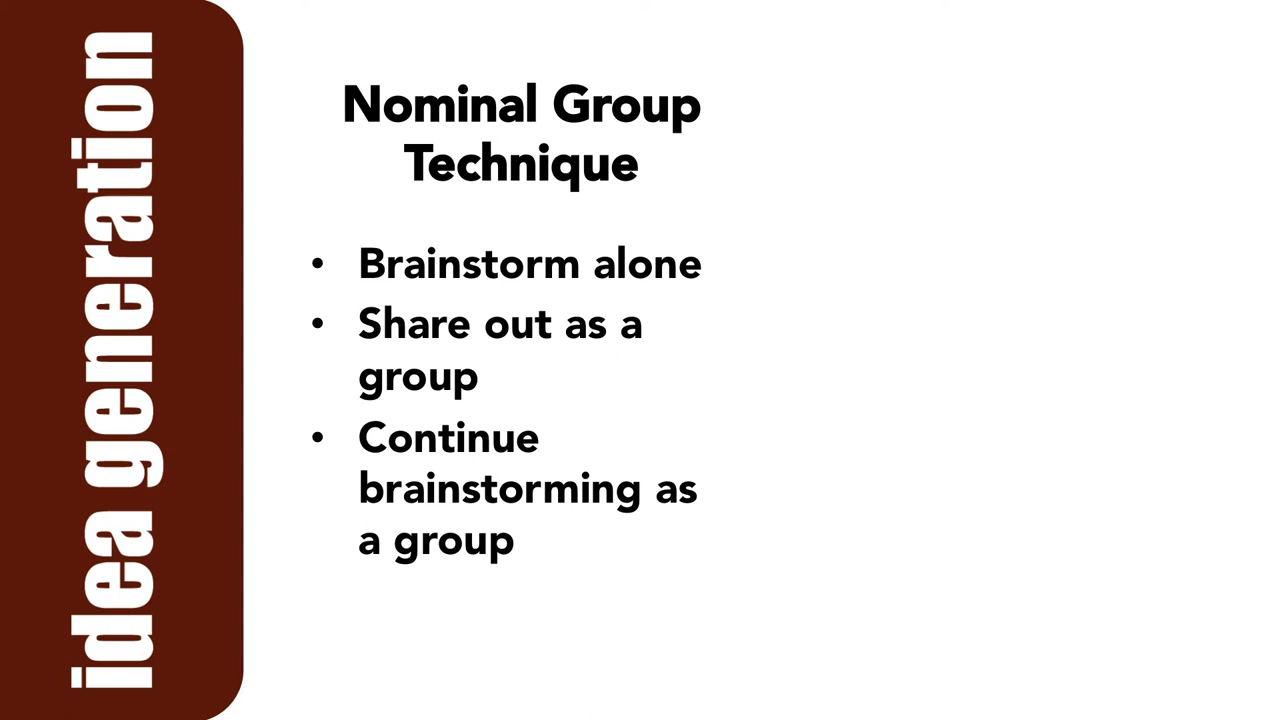 idea generation
Nominal Group
Technique
• Brainstorm alone
• Share out as a
group
• Continue
brainstorming as
a group